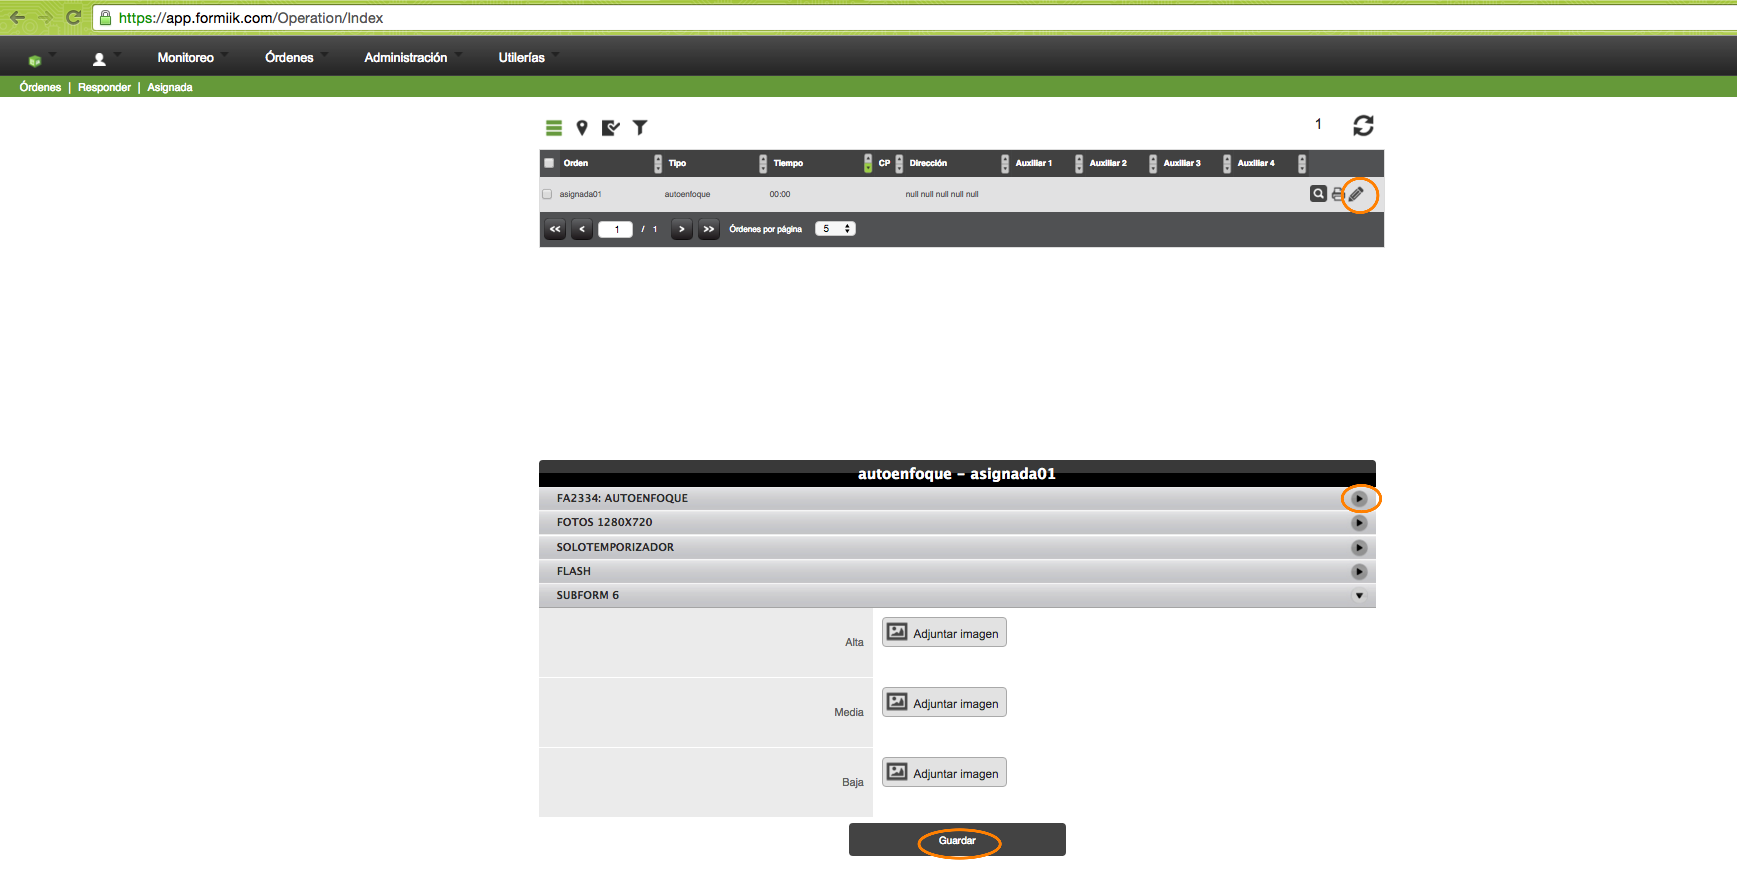 https://app.formiik.com/Operation/Index
Monitoreo Órdenes Administración Utilerías
Órdenes | Responder | Asignada
1
Orden Tipo Tiempo CP Dirección Auxiliar 1 Auxiliar 2 Auxiliar 3 Auxiliar 4
asignada01 autoenfoque 00:00 null null null null null
<< < 1 / 1 > >> Órdenes por página 5
autoenfoque - asignada01
FA2334: AUTOENFOQUE
FOTOS 1280X720
SOLOTEMPORIZADOR
FLASH
SUBFORM 6
Alta Adjuntar imagen
Media Adjuntar imagen
Baja Adjuntar imagen
Guardar